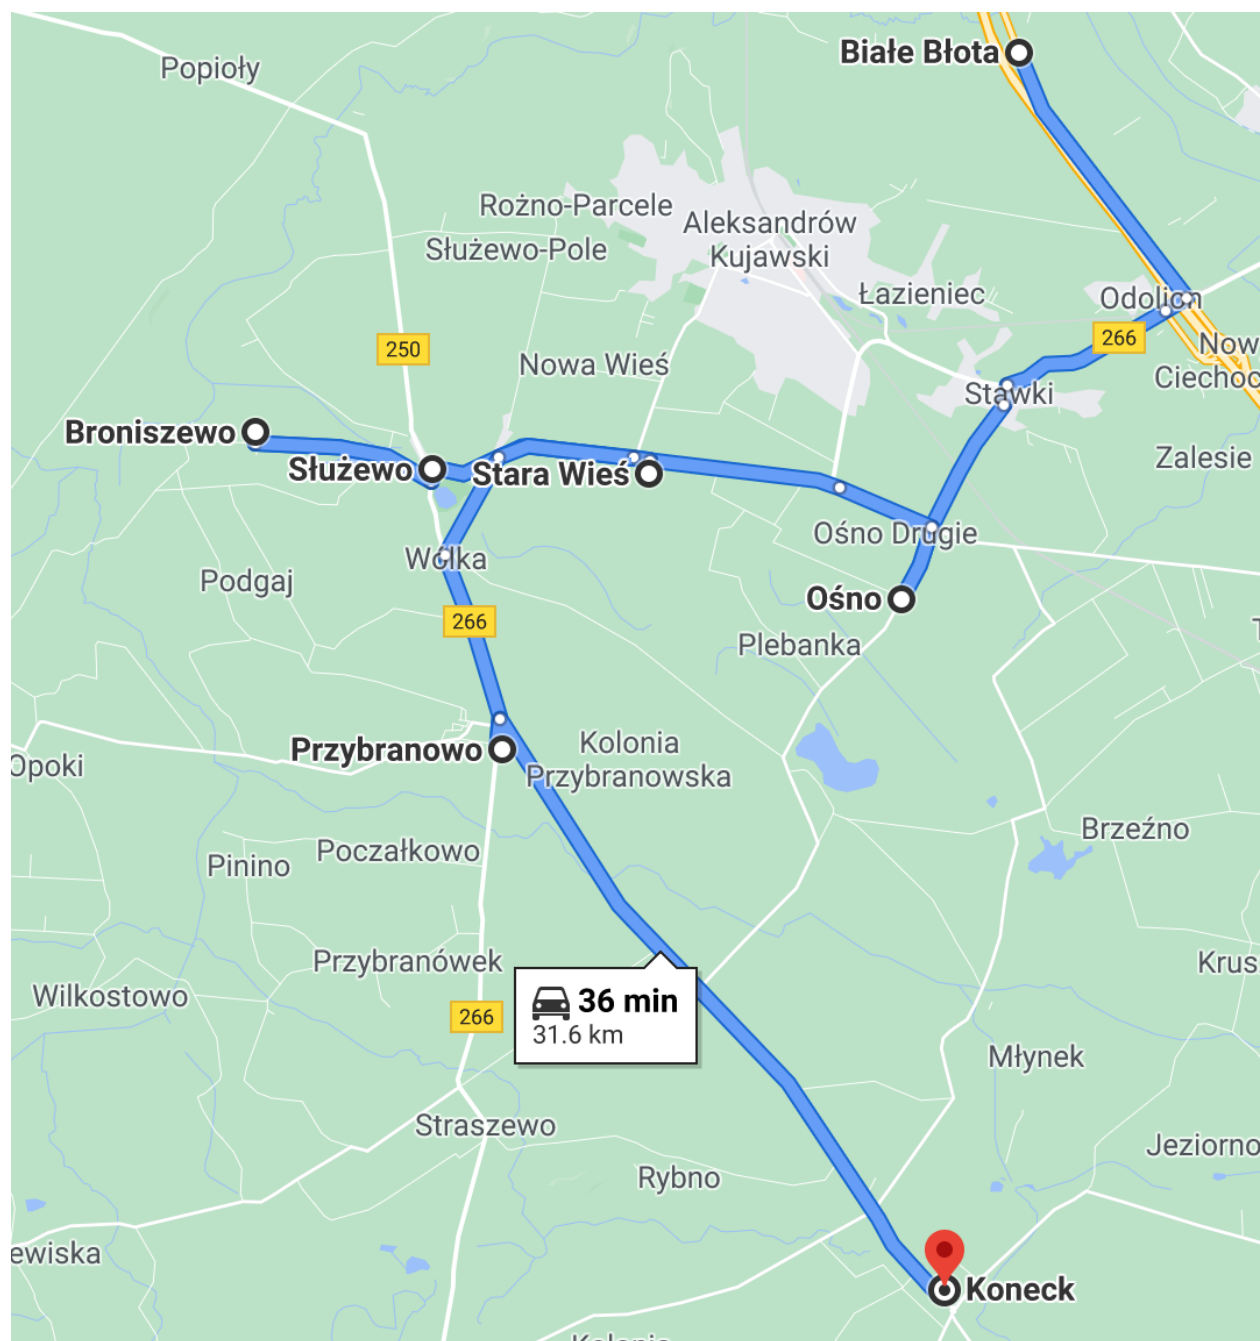 Białe Błota
Popioły
Rożno-Parcele
Aleksandrów
Kujawski
Służewo-Pole
Łazieniec
Odolion
266
250
Now
Ciechoc
Nowa Wieś
Stawki
Broniszewo
Służewo
Stara Wieś
Zalesie
Ośno Drugie
Wólka
Podgaj
Ośno
266
Plebanka
Przybranowo
Kolonia
Przybranowska
Opoki
Brzeźno
Poczałkowo
Pinino
Przybranówek
Krus
Wilkostowo
36 min
31.6 km
266
Młynek
Straszewo
Jeziorno
Rybno
ewiska
Koneck